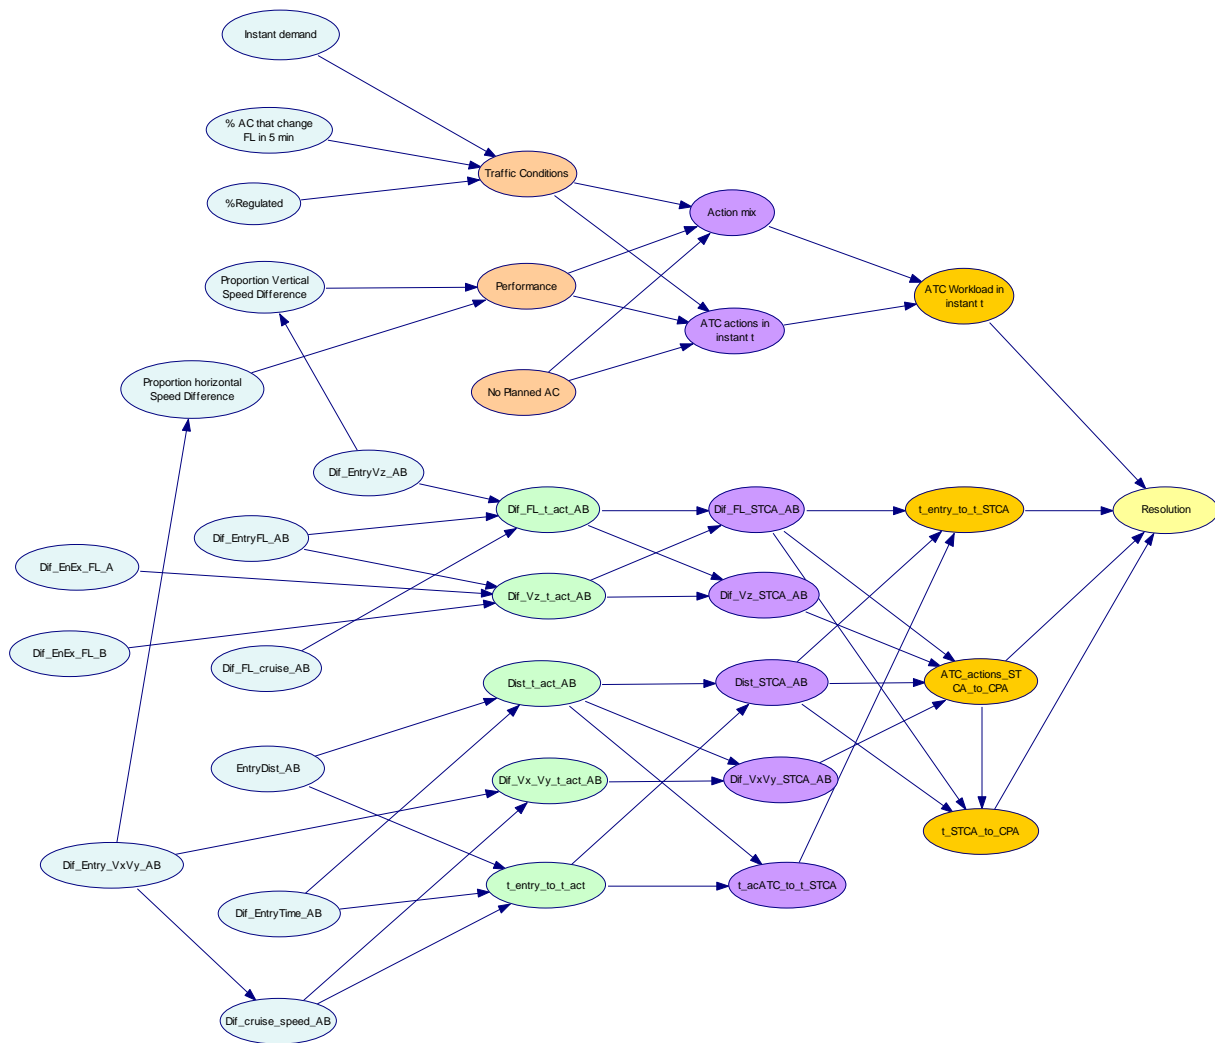 Instant demand
% AC that change
FL in 5 min
Traffic Conditions
%Regulated
Action mix
Proportion Vertical
Speed Difference
Performance
ATC Workload in
instant t
ATC actions in
instant t
Proportion horizontal
Speed Difference
No Planned AC
Dif_EntryVz_AB
Dif_FL_t_act_AB
Dif_FL_STCA_AB
t_entry_to_t_STCA
Resolution
Dif_EntryFL_AB
Dif_EnEx_FL_A
Dif_Vz_t_act_AB
Dif_Vz_STCA_AB
Dif_EnEx_FL_B
Dif_FL_cruise_AB
Dist_t_act_AB
Dist_STCA_AB
ATC_actions_ST
CA_to_CPA
EntryDist_AB
Dif_Vx_Vy_t_act_AB
Dif_VxVy_STCA_AB
t_STCA_to_CPA
Dif_Entry_VxVy_AB
t_entry_to_t_act
t_acATC_to_t_STCA
Dif_EntryTime_AB
Dif_cruise_speed_AB